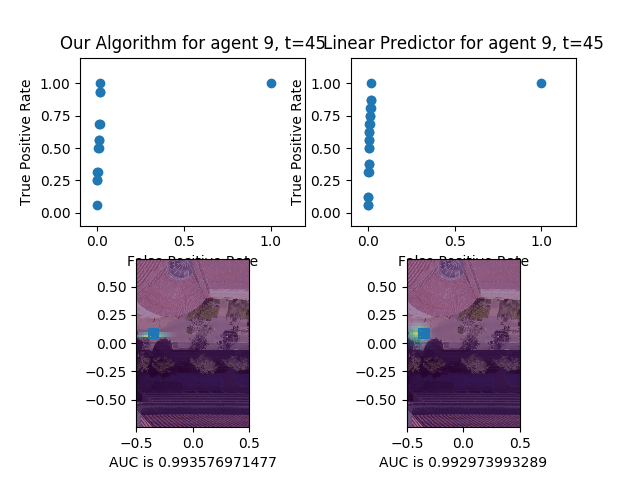 Our Algorithm for agent 9, t=45
Linear Predictor for agent 9, t=45
True Positive Rate
1.00
0.75
0.50
0.25
0.00
0.0 0.5 1.0
False Positive Rate
True Positive Rate
1.00
0.75
0.50
0.25
0.00
0.0 0.5 1.0
False Positive Rate
0.50
0.25
0.00
−0.25
−0.50
−0.5 0.0 0.5
AUC is 0.993576971477
0.50
0.25
0.00
−0.25
−0.50
−0.5 0.0 0.5
AUC is 0.992973993289